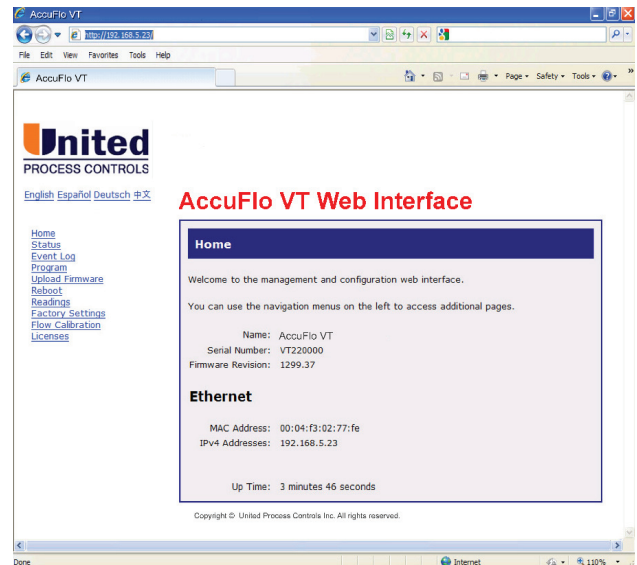 AccuFlo VT
http://192.168.5.23/
File Edit View Favorites Tools Help
AccuFlo VT
Page Safety Tools
United
PROCESS CONTROLS
English Español Deutsch 中文
AccuFlo VT Web Interface
Home
Status
Event Log
Program
Upload Firmware
Reboot
Readings
Factory Settings
Flow Calibration
Licenses
Home
Welcome to the management and configuration web interface.
You can use the navigation menus on the left to access additional pages.
Name: AccuFlo VT
Serial Number: VT220000
Firmware Revision: 1299.37
Ethernet
MAC Address: 00:04:f3:02:77:fe
IPv4 Addresses: 192.168.5.23
Up Time: 3 minutes 46 seconds
Copyright © United Process Controls Inc. All rights reserved.
Done Internet 110%